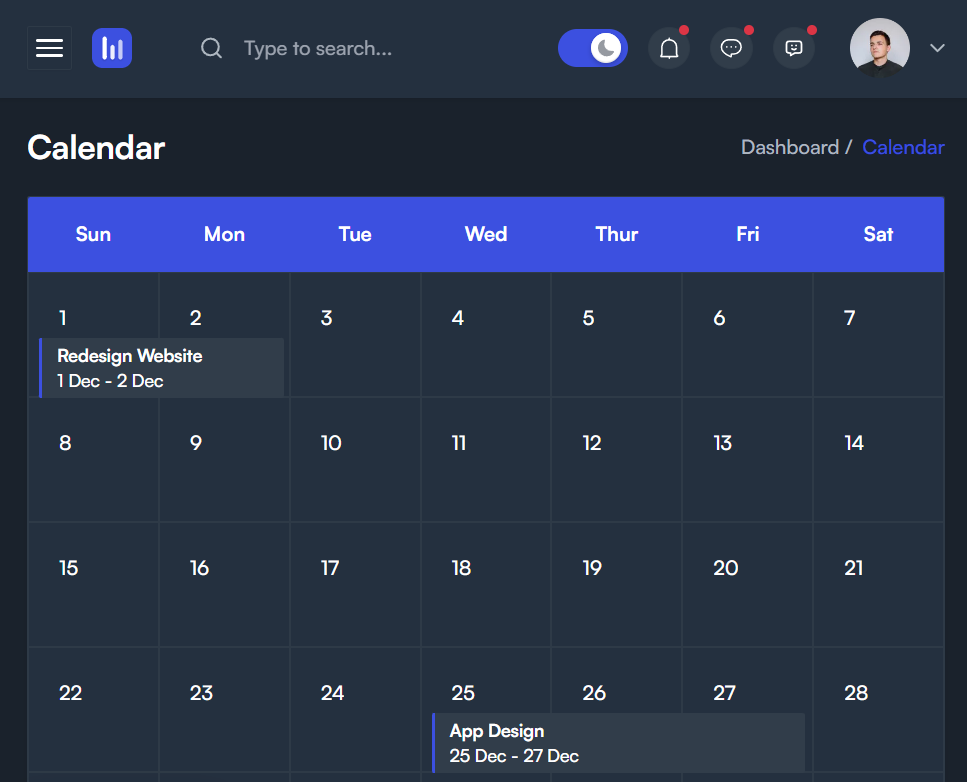 Type to search...
Calendar
Dashboard / Calendar
Sun Mon Tue Wed Thur Fri Sat
1 2 3 4 5 6 7
Redesign Website
1 Dec - 2 Dec
8 9 10 11 12 13 14
15 16 17 18 19 20 21
22 23 24 25 26 27 28
App Design
25 Dec - 27 Dec